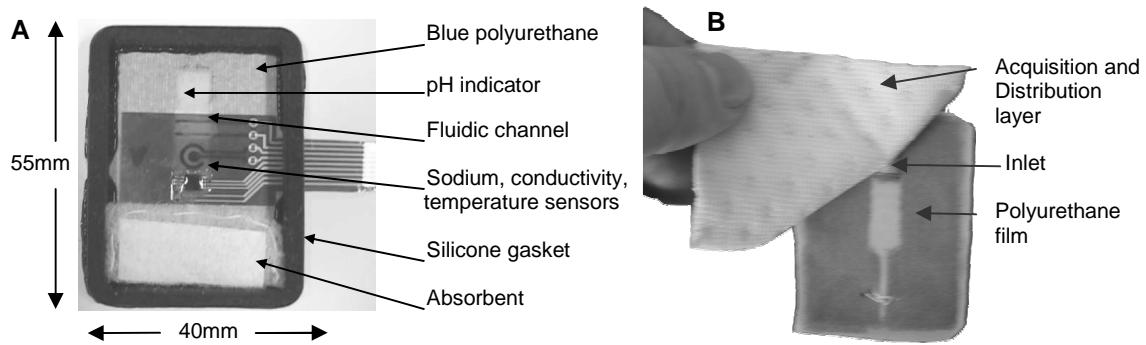 A
55mm
40mm
Blue polyurethane
pH indicator
Fluidic channel
Sodium, conductivity,
temperature sensors
Silicone gasket
Absorbent
B
Acquisition and
Distribution
layer
Inlet
Polyurethane
film